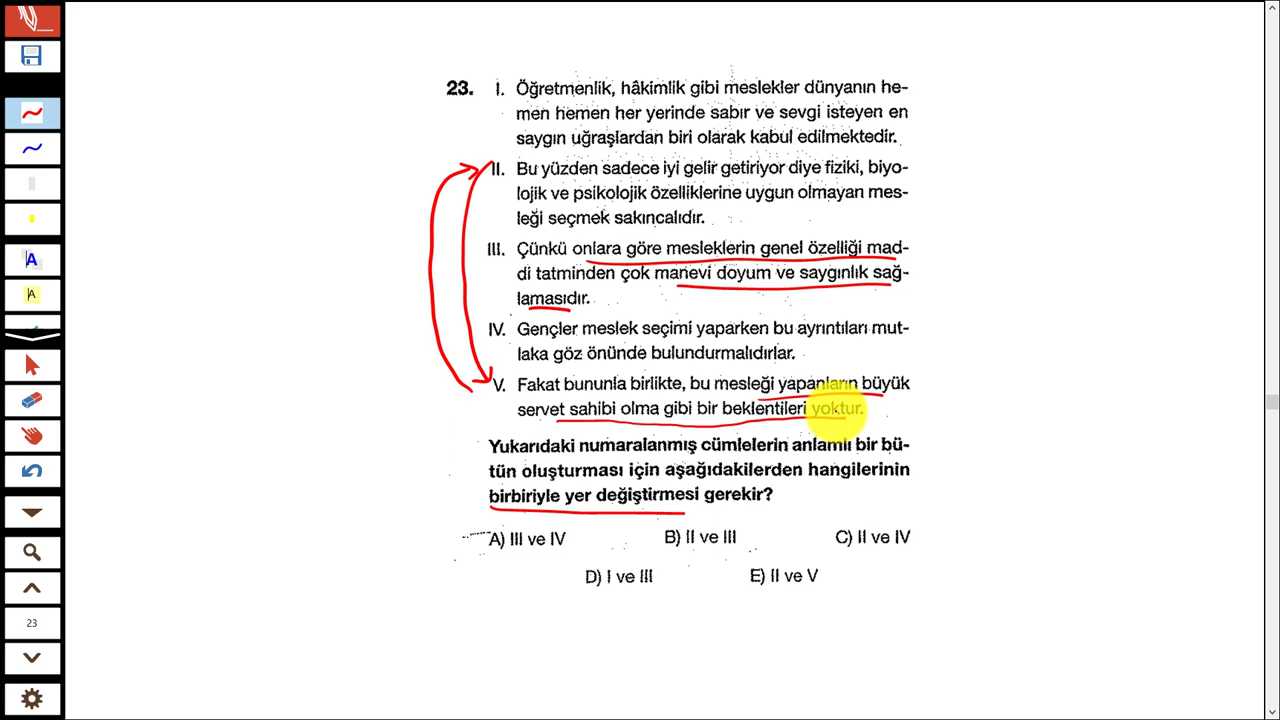 23. I. Öğretmenlik, hâkimlik gibi meslekler dünyanın he-
men hemen her yerinde sabır ve sevgi isteyen en
saygın uğraşlardan biri olarak kabul edilmektedir.
II. Bu yüzden sadece iyi gelir getiriyor diye fiziki, biyo-
lojik ve psikolojik özelliklerine uygun olmayan mes-
leği seçmek sakıncalıdır.
III. Çünkü onlara göre mesleklerin genel özelliği mad-
di tatminden çok manevi doyum ve saygınlık sağ-
lamasıdır.
IV. Gençler meslek seçimi yaparken bu ayrıntıları mut-
laka göz önünde bulundurmalıdırlar.
V. Fakat bununla birlikte, bu mesleği yapanların büyük
servet sahibi olma gibi bir beklentileri yoktur.
Yukarıdaki numaralanmış cümlelerin anlamlı bir bü-
tün oluşturması için aşağıdakilerden hangilerinin
birbiriyle yer değiştirmesi gerekir?
A) III ve IV B) II ve III C) II ve IV
D) I ve III E) II ve V
A
A
23